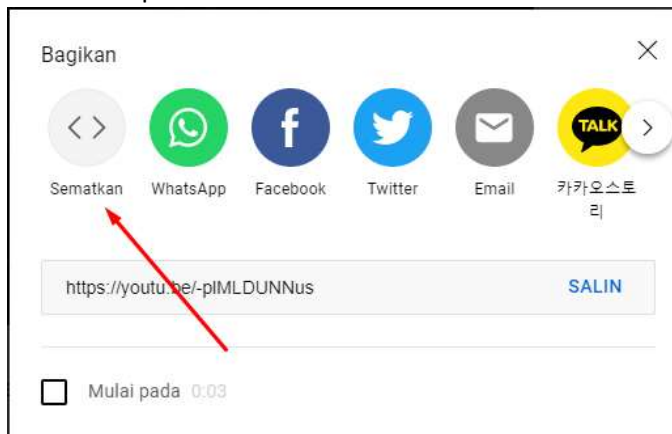 Bagikan
TALK
Sematkan WhatsApp Facebook Twitter Email 카카오스토리
https://youtu.be/-pIMLDUNNus SALIN
Mulai pada 0:03